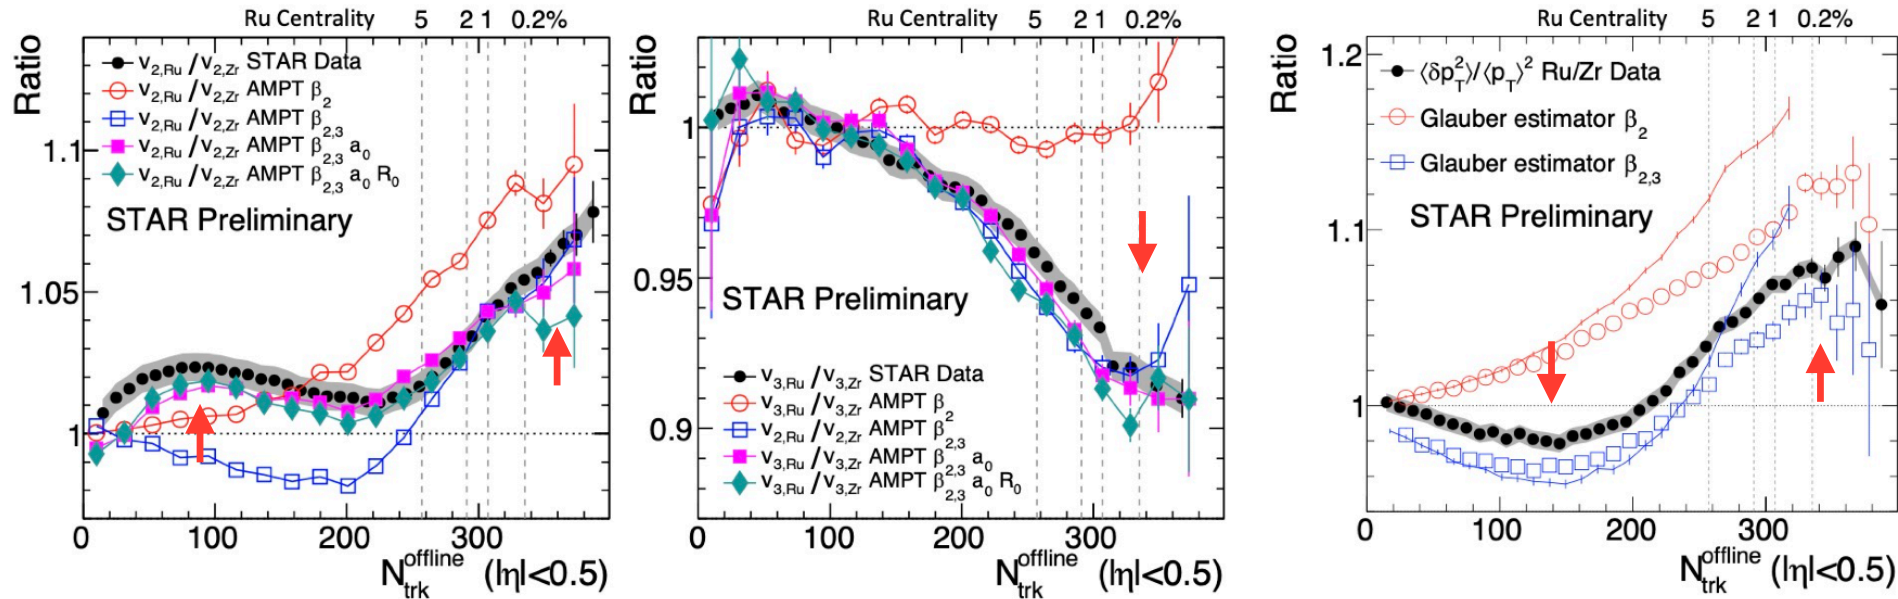 Ru Centrality 5 2 1 0.2%
Ratio
v2,Ru / v2,Zr STAR Data
v2,Ru / v2,Zr AMPT β2
v2,Ru / v2,Zr AMPT β2,3
v2,Ru / v2,Zr AMPT β2,3 a0
v2,Ru / v2,Zr AMPT β2,3 a0 R0
STAR Preliminary
1.1
1.05
1
0 100 200 300
N trk offline (|η|<0.5)
Ru Centrality 5 2 1 0.2%
Ratio
1
0.95
0.9
STAR Preliminary
v3,Ru / v3,Zr STAR Data
v3,Ru / v3,Zr AMPT β2
v2,Ru / v2,Zr AMPT β2,3
v3,Ru / v3,Zr AMPT β2,3 a0
v3,Ru / v3,Zr AMPT β2,3 a0 R0
0 100 200 300
N trk offline (|η|<0.5)
Ru Centrality 5 2 1 0.2%
Ratio
1.2
⟨δpT²⟩/⟨pT⟩² Ru/Zr Data
Glauber estimator β2
Glauber estimator β2,3
STAR Preliminary
1.1
1
0 100 200 300
N trk offline (|η|<0.5)